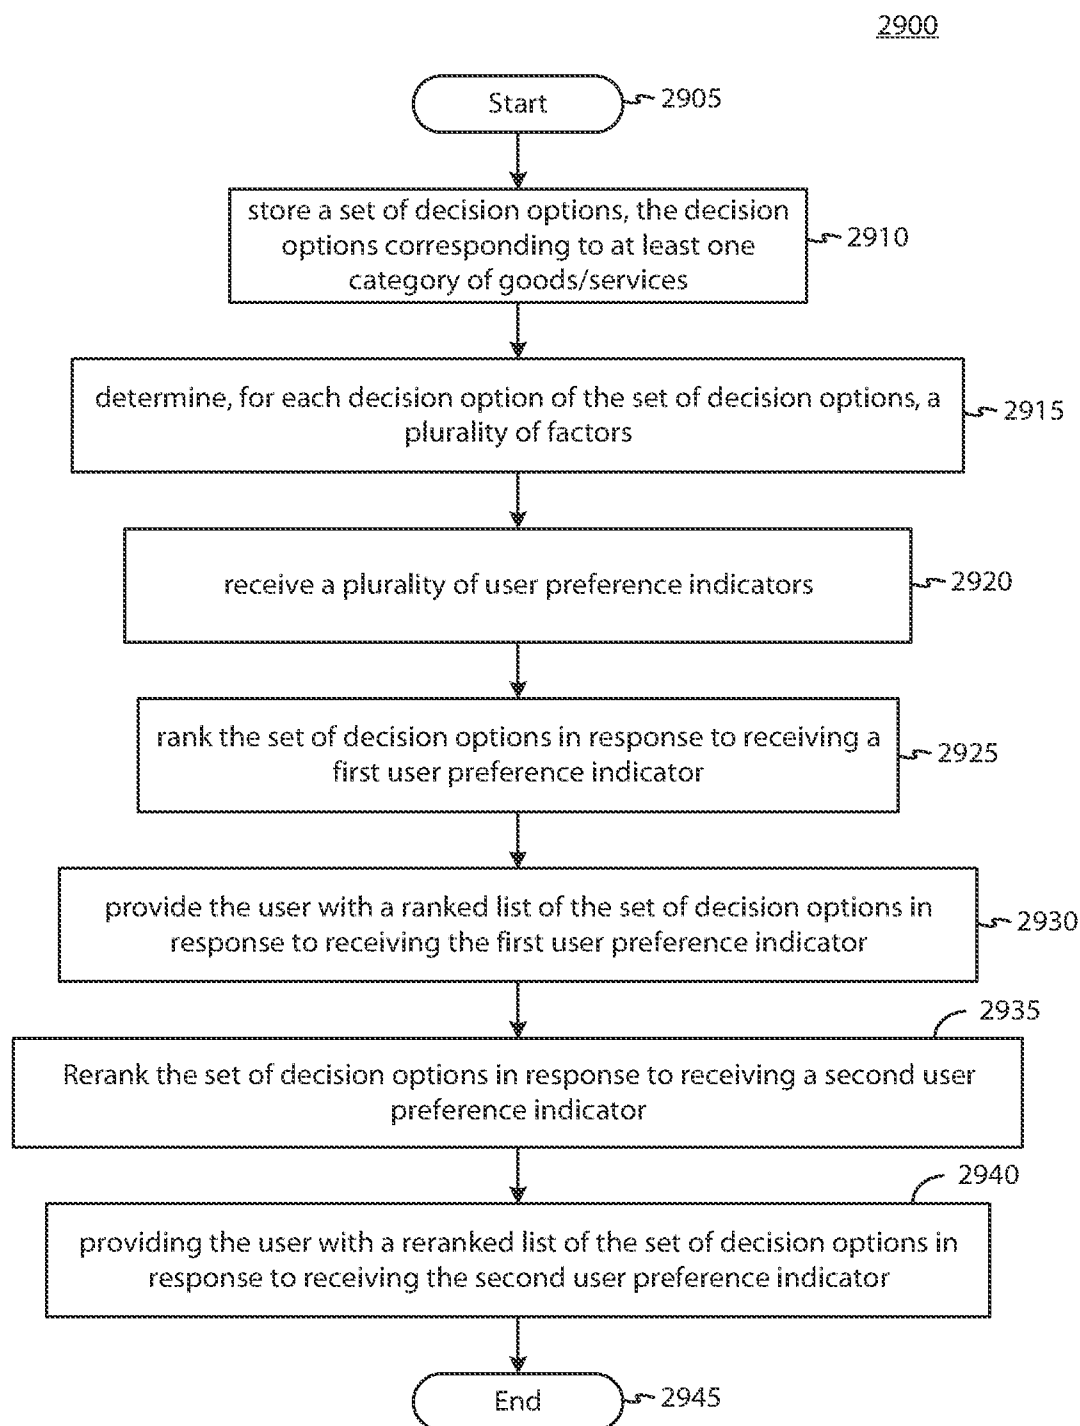 2900
Start
2905
store a set of decision options, the decision
options corresponding to at least one
category of goods/services
2910
determine, for each decision option of the set of decision options, a
plurality of factors
2915
receive a plurality of user preference indicators
2920
rank the set of decision options in response to receiving a
first user preference indicator
2925
provide the user with a ranked list of the set of decision options in
response to receiving the first user preference indicator
2930
2935
Rerank the set of decision options in response to receiving a second user
preference indicator
2940
providing the user with a reranked list of the set of decision options in
response to receiving the second user preference indicator
End
2945